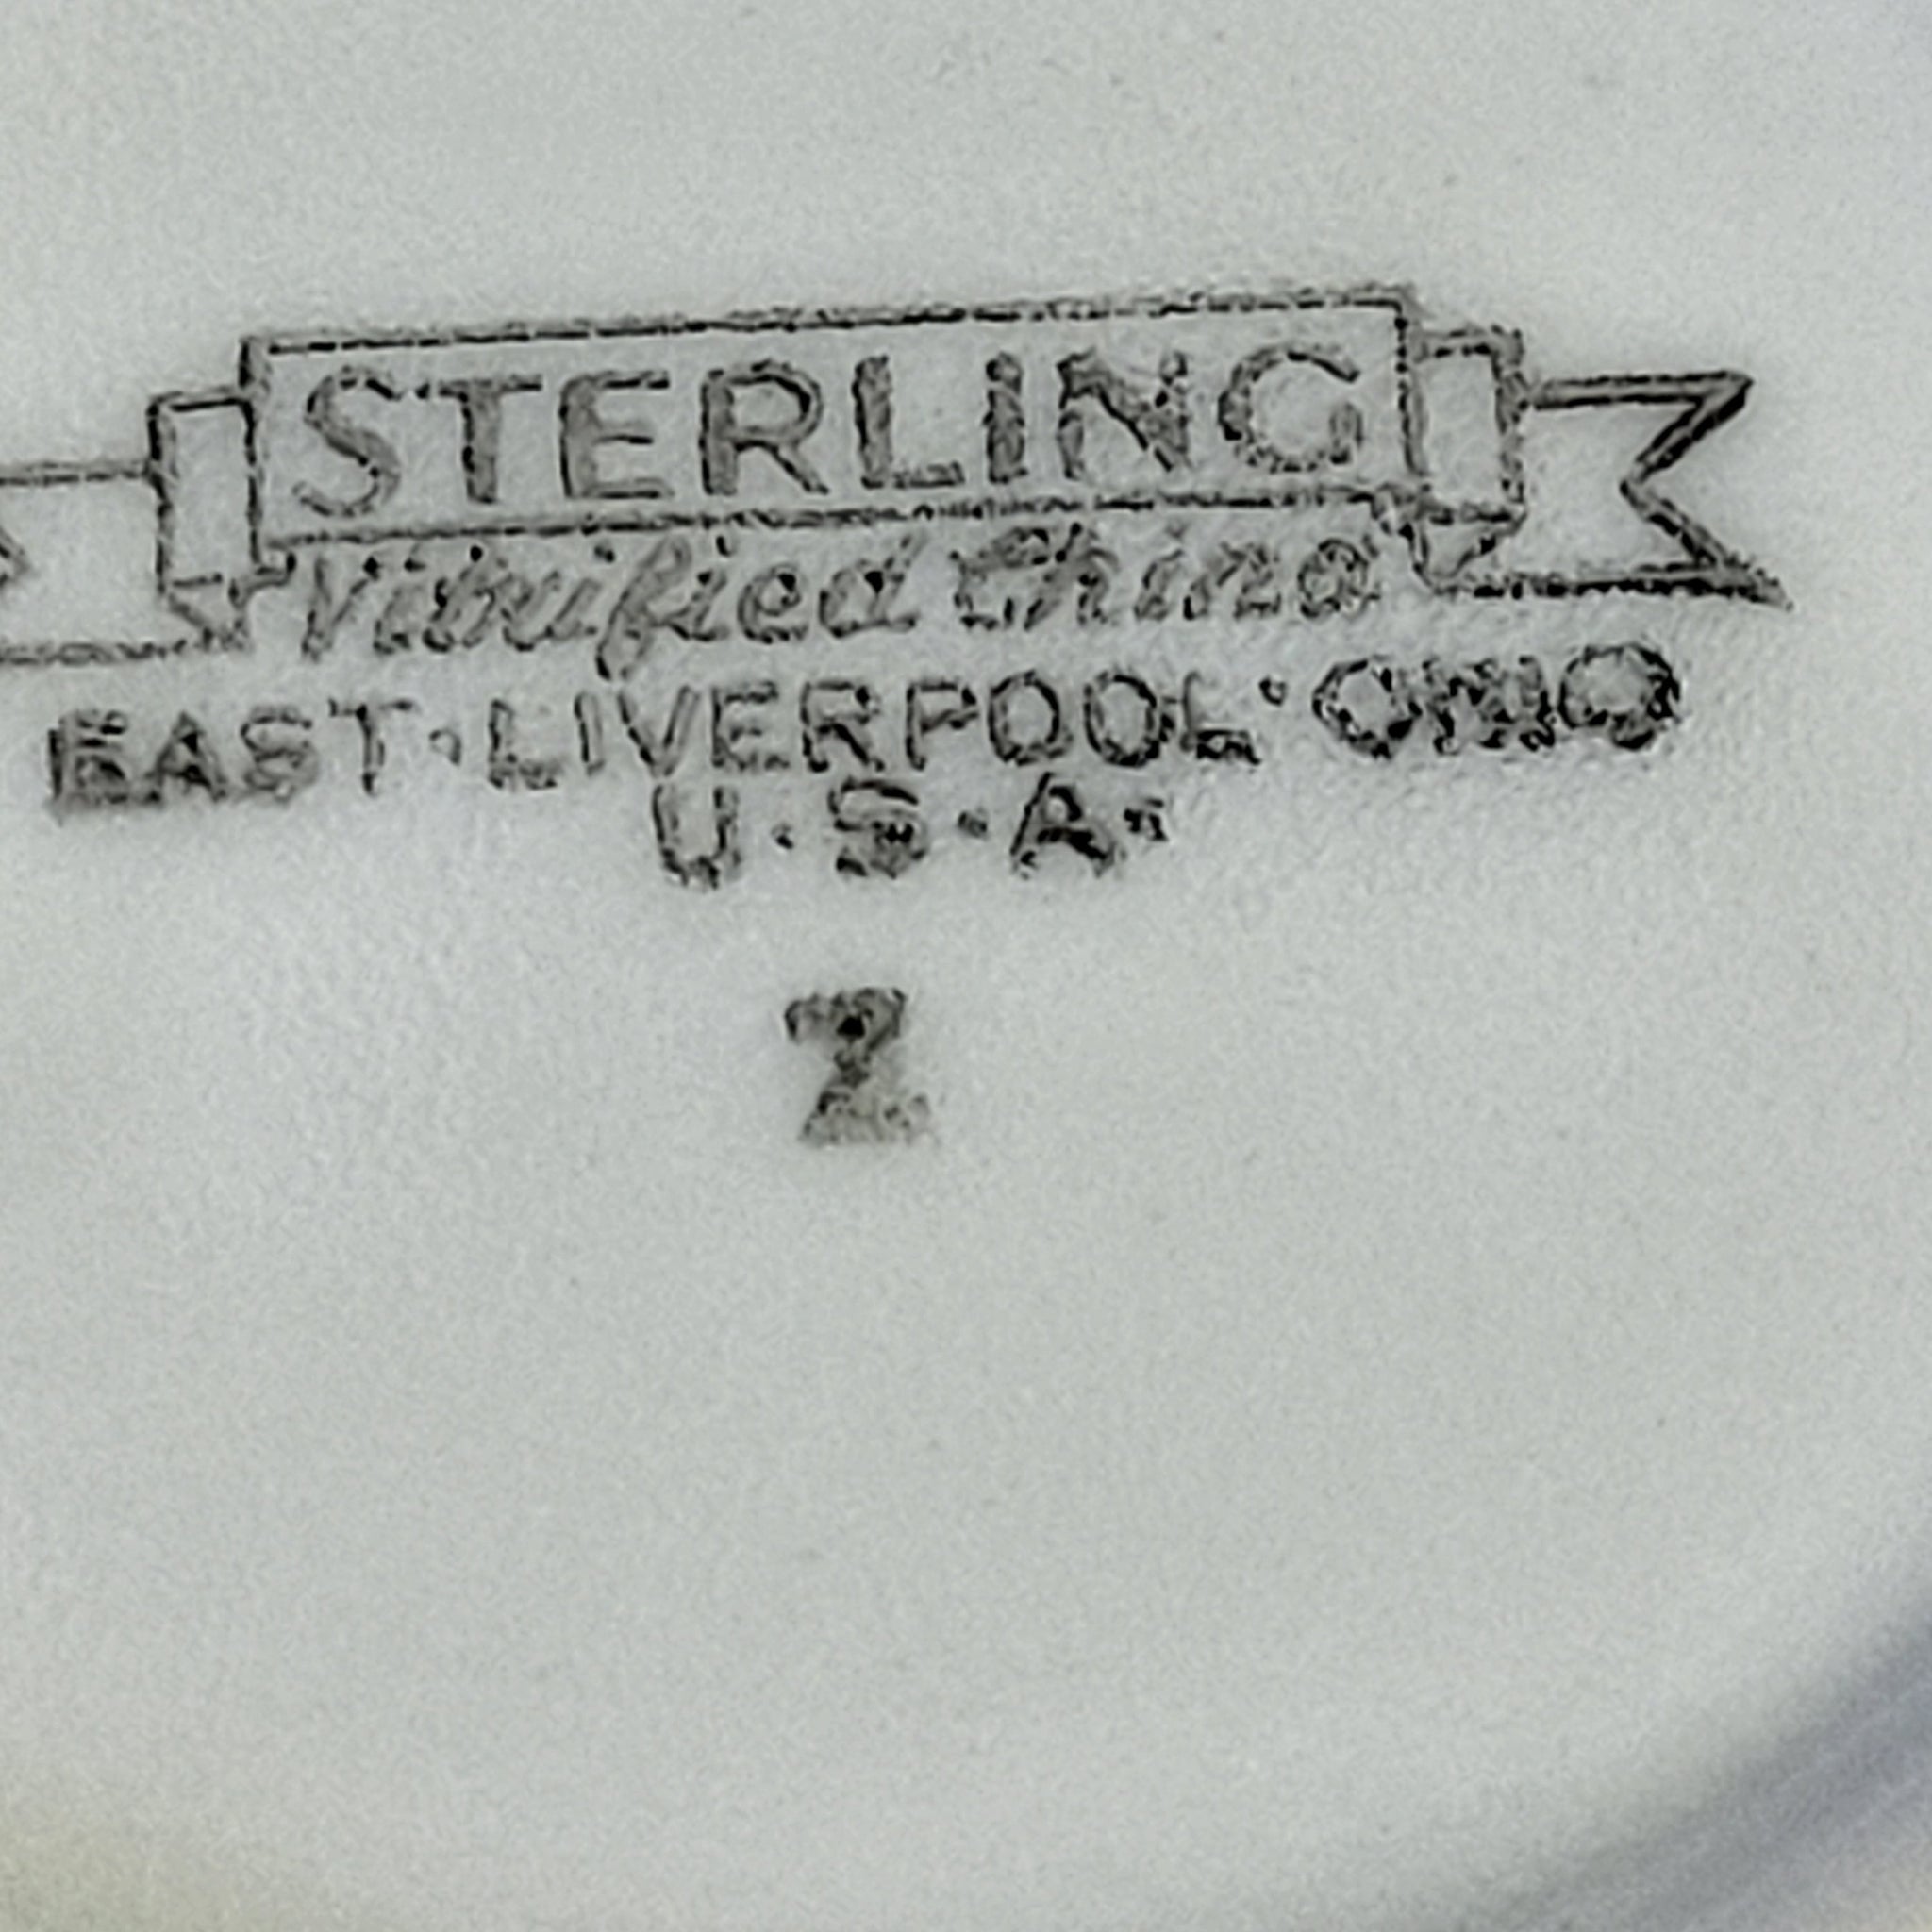 STERLING
Vitrified China
EAST·LIVERPOOL·OHIO
U·S·A·
Z